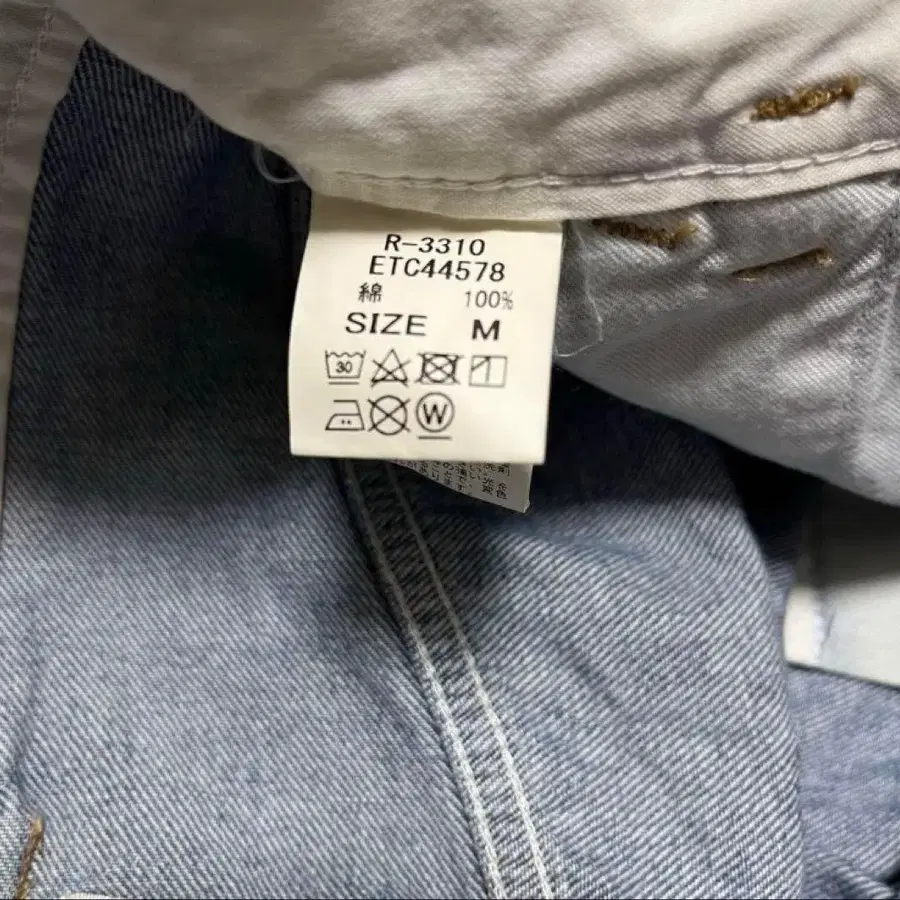 R-3310
ETC44578
綿 100%
SIZE M
30
W